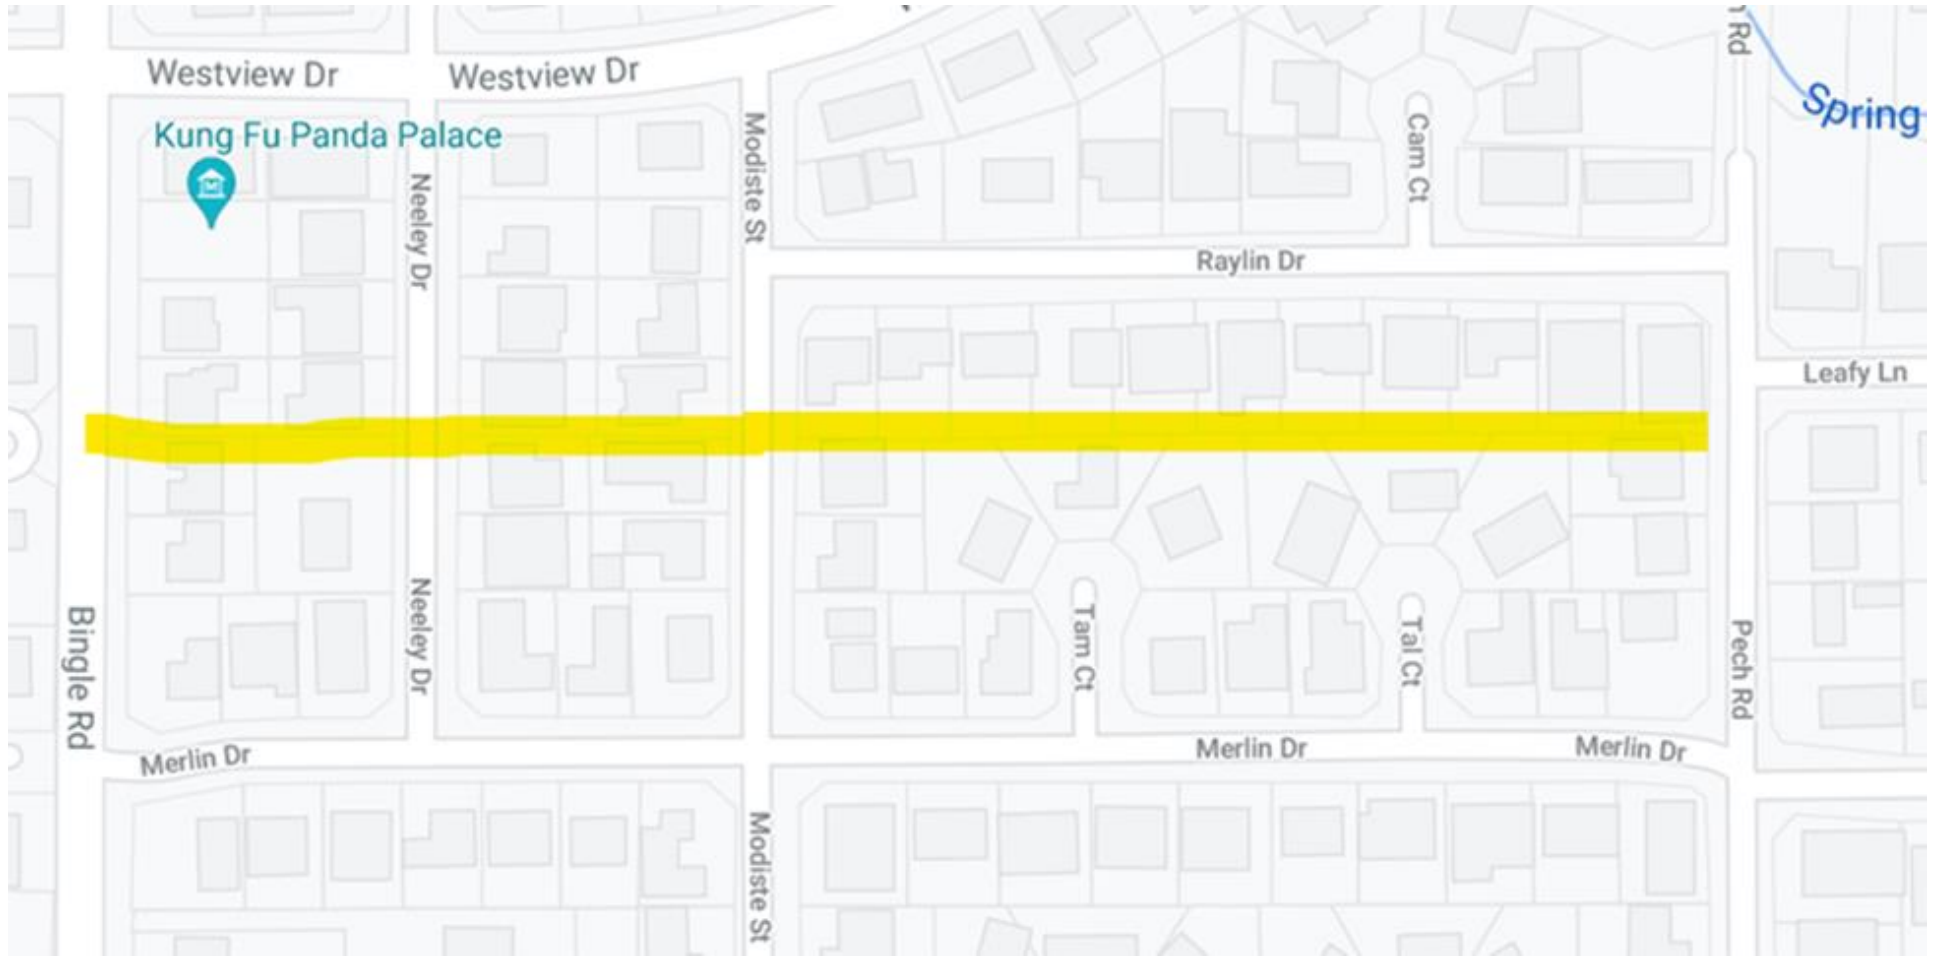 Westview Dr
Westview Dr
Rd
Spring
Kung Fu Panda Palace
Modiste St
Cam Ct
Neeley Dr
Raylin Dr
Leafy Ln
Neeley Dr
Bingle Rd
Tam Ct
Tal Ct
Pech Rd
Merlin Dr
Merlin Dr
Merlin Dr
Modiste St